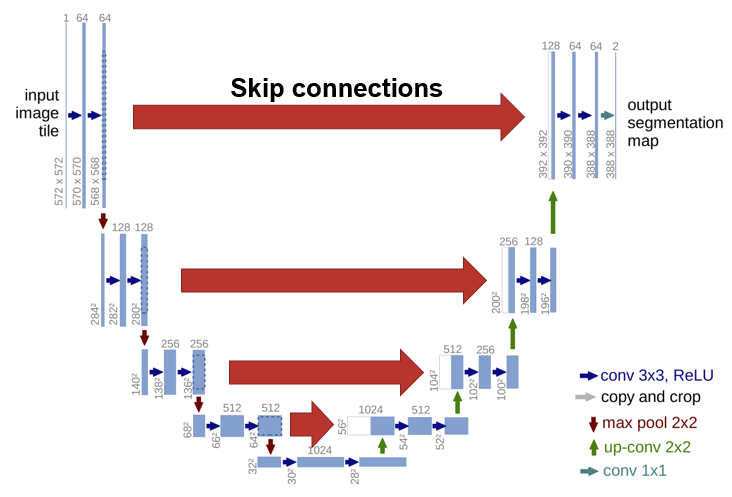 1 64 64
128 64 64 2
Skip connections
input
image
tile
output
segmentation
map
572 x 572
570 x 570
568 x 568
392 x 392
390 x 390
388 x 388
388 x 388
128 128
256 128
284²
282²
280²
200²
198²
196²
256 256
512 256
140²
138²
136²
104²
102²
100²
512 512
1024 512
68²
66²
64²
56²
54²
52²
1024
32²
30²
28²
conv 3x3, ReLU
copy and crop
max pool 2x2
up-conv 2x2
conv 1x1